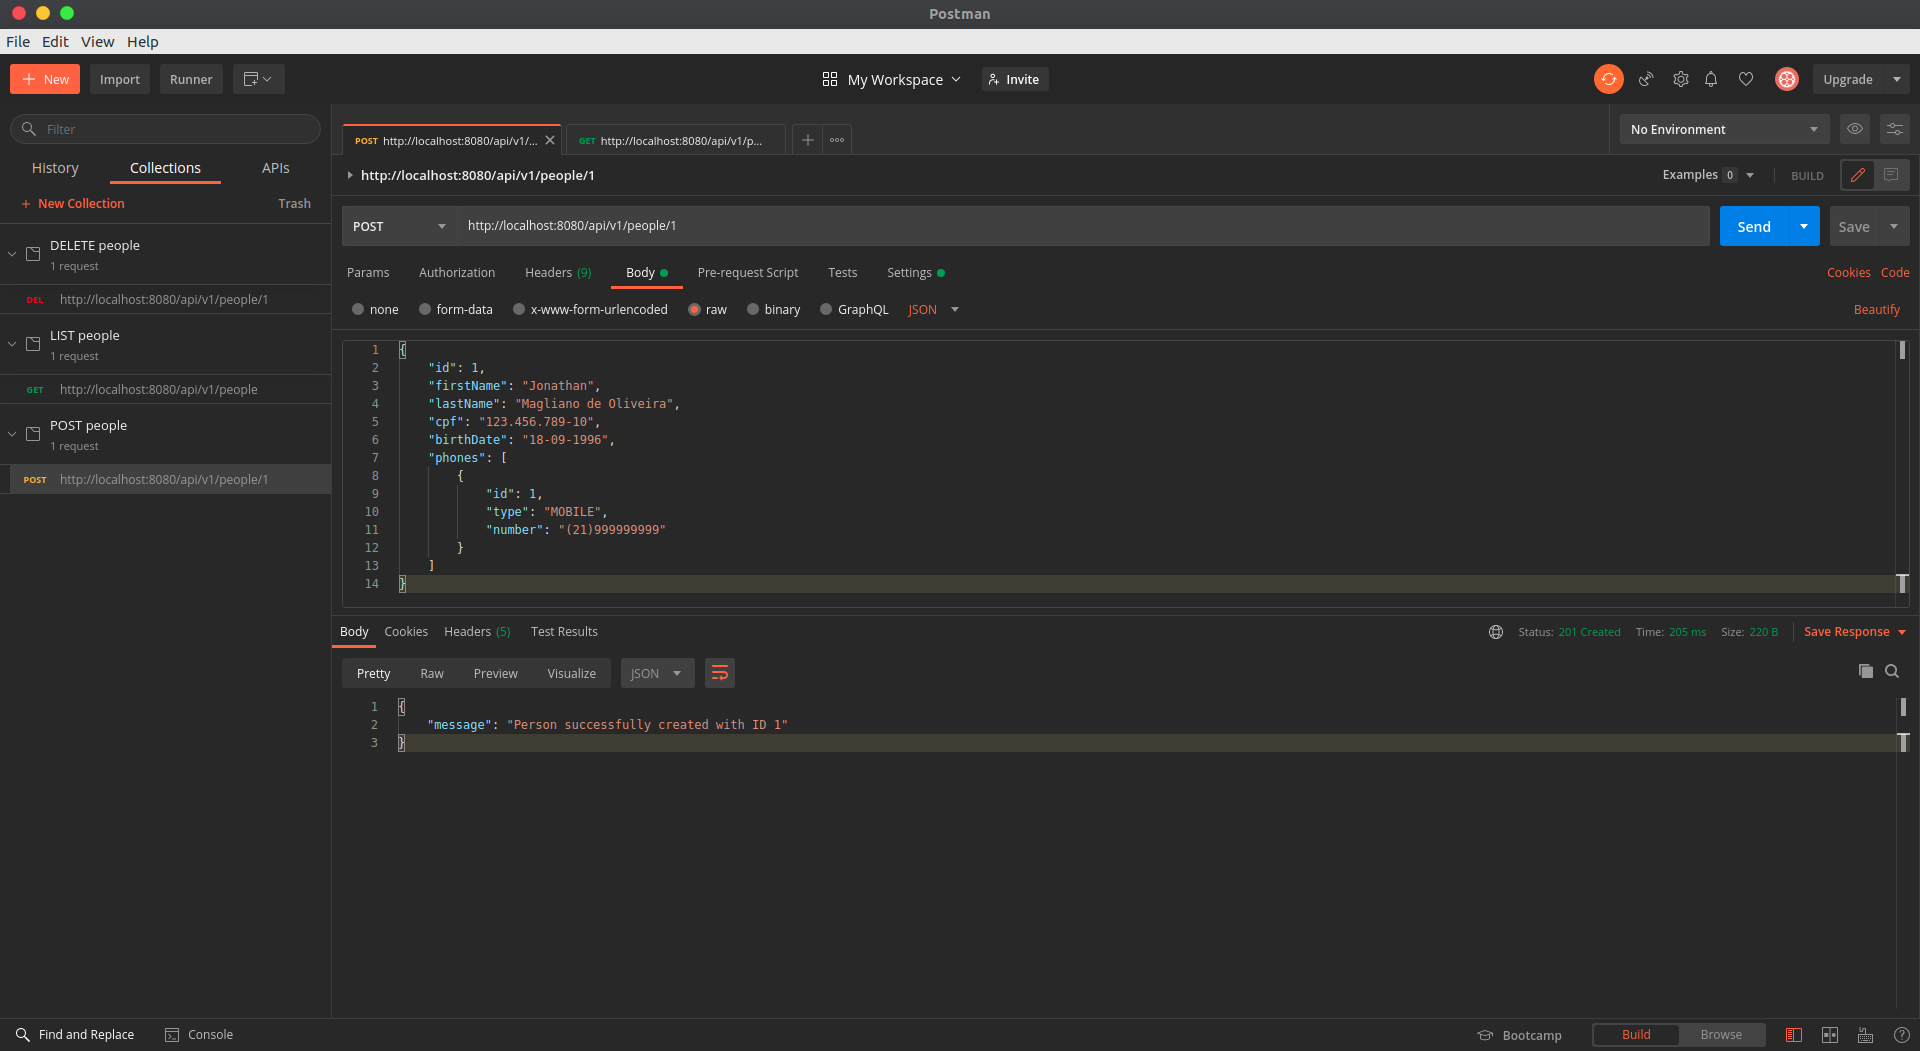 Postman
File Edit View Help
New Import Runner My Workspace Invite Upgrade
Filter
History Collections APIs
New Collection Trash
DELETE people
1 request
DEL http://localhost:8080/api/v1/people/1
LIST people
1 request
GET http://localhost:8080/api/v1/people
POST people
1 request
POST http://localhost:8080/api/v1/people/1
POST http://localhost:8080/api/v1/... GET http://localhost:8080/api/v1/p...
No Environment
http://localhost:8080/api/v1/people/1 Examples 0 BUILD
POST http://localhost:8080/api/v1/people/1 Send Save
Params Authorization Headers (9) Body Pre-request Script Tests Settings Cookies Code
none form-data x-www-form-urlencoded raw binary GraphQL JSON Beautify
1 {
2 "id": 1,
3 "firstName": "Jonathan",
4 "lastName": "Magliano de Oliveira",
5 "cpf": "123.456.789-10",
6 "birthDate": "18-09-1996",
7 "phones": [
8 {
9 "id": 1,
10 "type": "MOBILE",
11 "number": "(21)999999999"
12 }
13 ]
14 }
Body Cookies Headers (5) Test Results Status: 201 Created Time: 205 ms Size: 220 B Save Response
Pretty Raw Preview Visualize JSON
1 {
2 "message": "Person successfully created with ID 1"
3 }
Find and Replace Console Bootcamp Build Browse